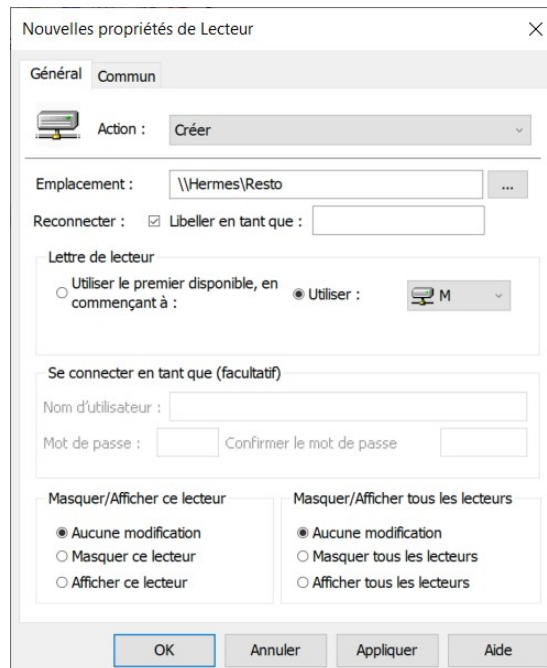 Nouvelles propriétés de Lecteur
Général Commun
Action : Créer
Emplacement : \\Hermes\Resto ...
Reconnecter : Libeller en tant que :
Lettre de lecteur
Utiliser le premier disponible, en
commençant à :
Utiliser : M
Se connecter en tant que (facultatif)
Nom d'utilisateur :
Mot de passe : Confirmer le mot de passe
Masquer/Afficher ce lecteur
Aucune modification
Masquer ce lecteur
Afficher ce lecteur
Masquer/Afficher tous les lecteurs
Aucune modification
Masquer tous les lecteurs
Afficher tous les lecteurs
OK Annuler Appliquer Aide